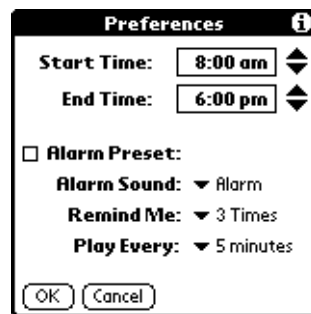 Preferences i
Start Time: 8:00 am
End Time: 6:00 pm
Alarm Preset:
Alarm Sound: Alarm
Remind Me: 3 Times
Play Every: 5 minutes
OK Cancel